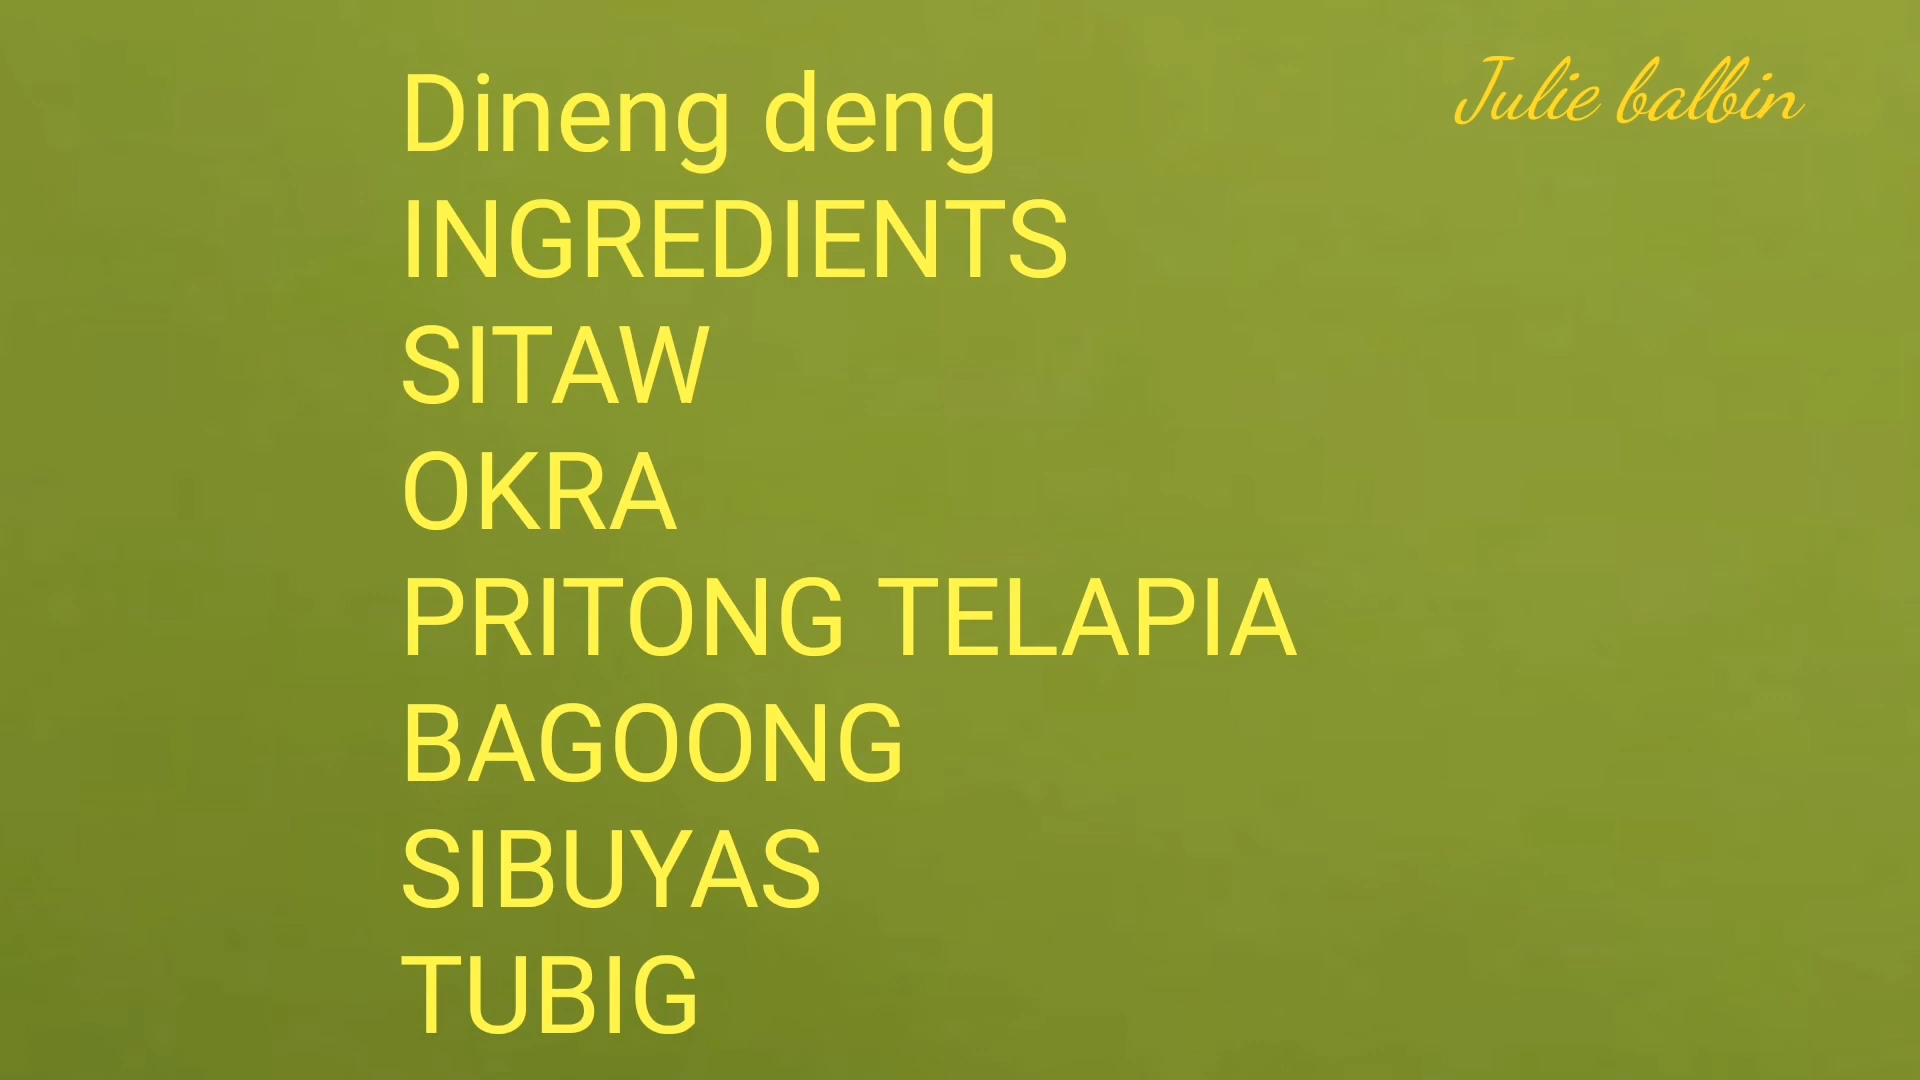 Dineng deng
Julie balbin
INGREDIENTS
SITAW
OKRA
PRITONG TELAPIA
BAGOONG
SIBUYAS
TUBIG